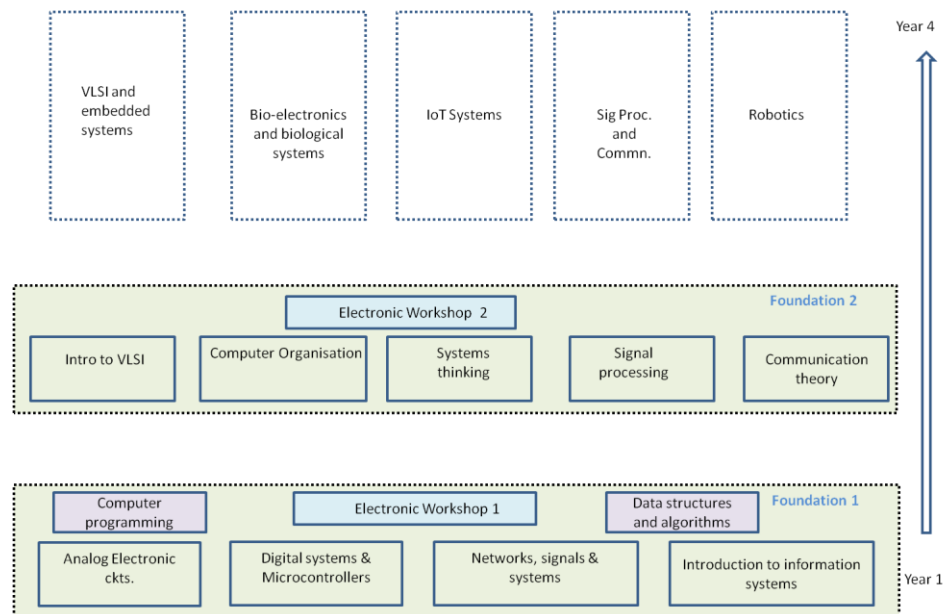 Year 4
VLSI and
embedded
systems
Bio-electronics
and biological
systems
IoT Systems
Sig Proc.
and
Commn.
Robotics
Foundation 2
Electronic Workshop 2
Intro to VLSI
Computer Organisation
Systems
thinking
Signal
processing
Communication
theory
Foundation 1
Computer
programming
Electronic Workshop 1
Data structures
and algorithms
Analog Electronic
ckts.
Digital systems &
Microcontrollers
Networks, signals &
systems
Introduction to information
systems
Year 1